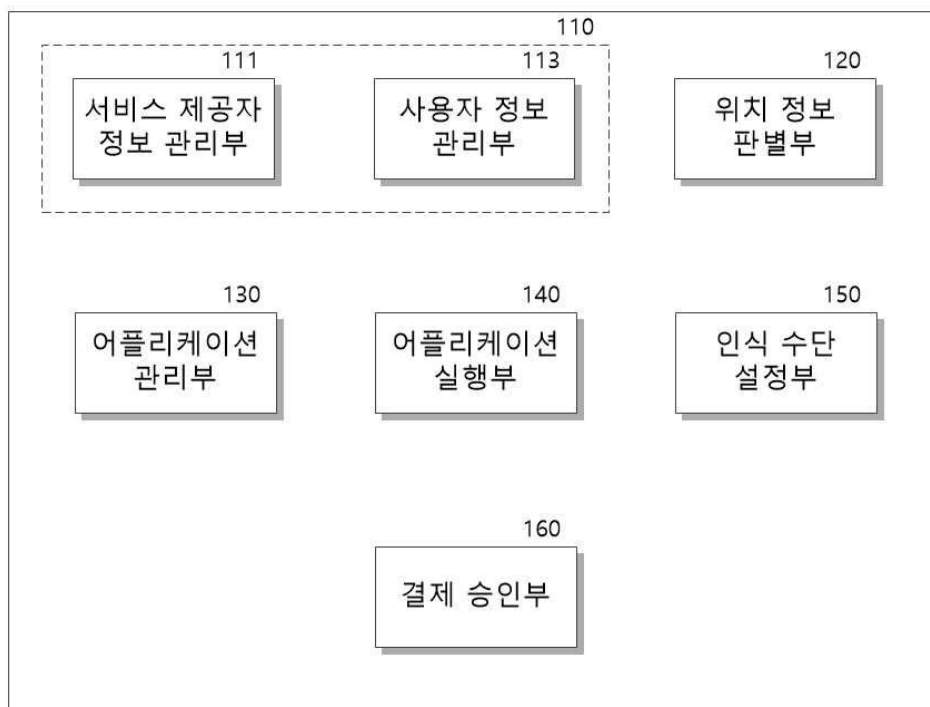 110
111
서비스 제공자
정보 관리부
113
사용자 정보
관리부
120
위치 정보
판별부
130
어플리케이션
관리부
140
어플리케이션
실행부
150
인식 수단
설정부
160
결제 승인부